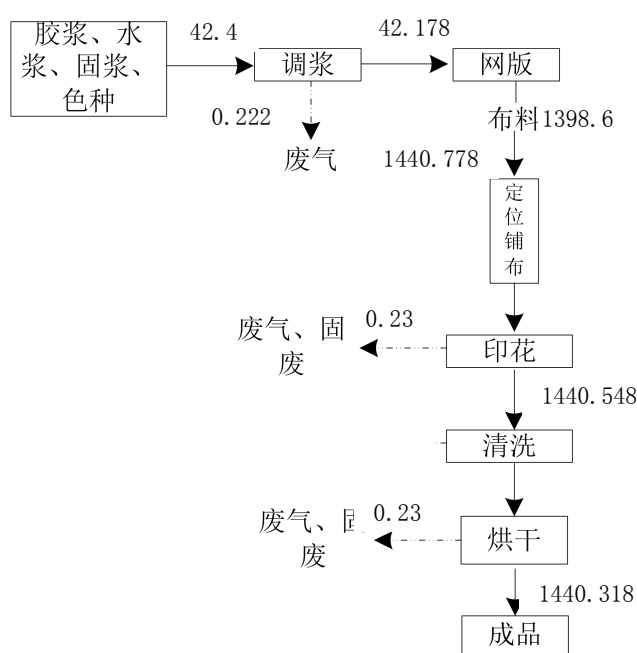 胶浆、水
浆、固浆、
色种
42.4
调浆
42.178
网版
0.222
废气
布料1398.6
1440.778
定
位
铺
布
废气、固
废
0.23
印花
1440.548
清洗
废气、固
废
0.23
烘干
1440.318
成品